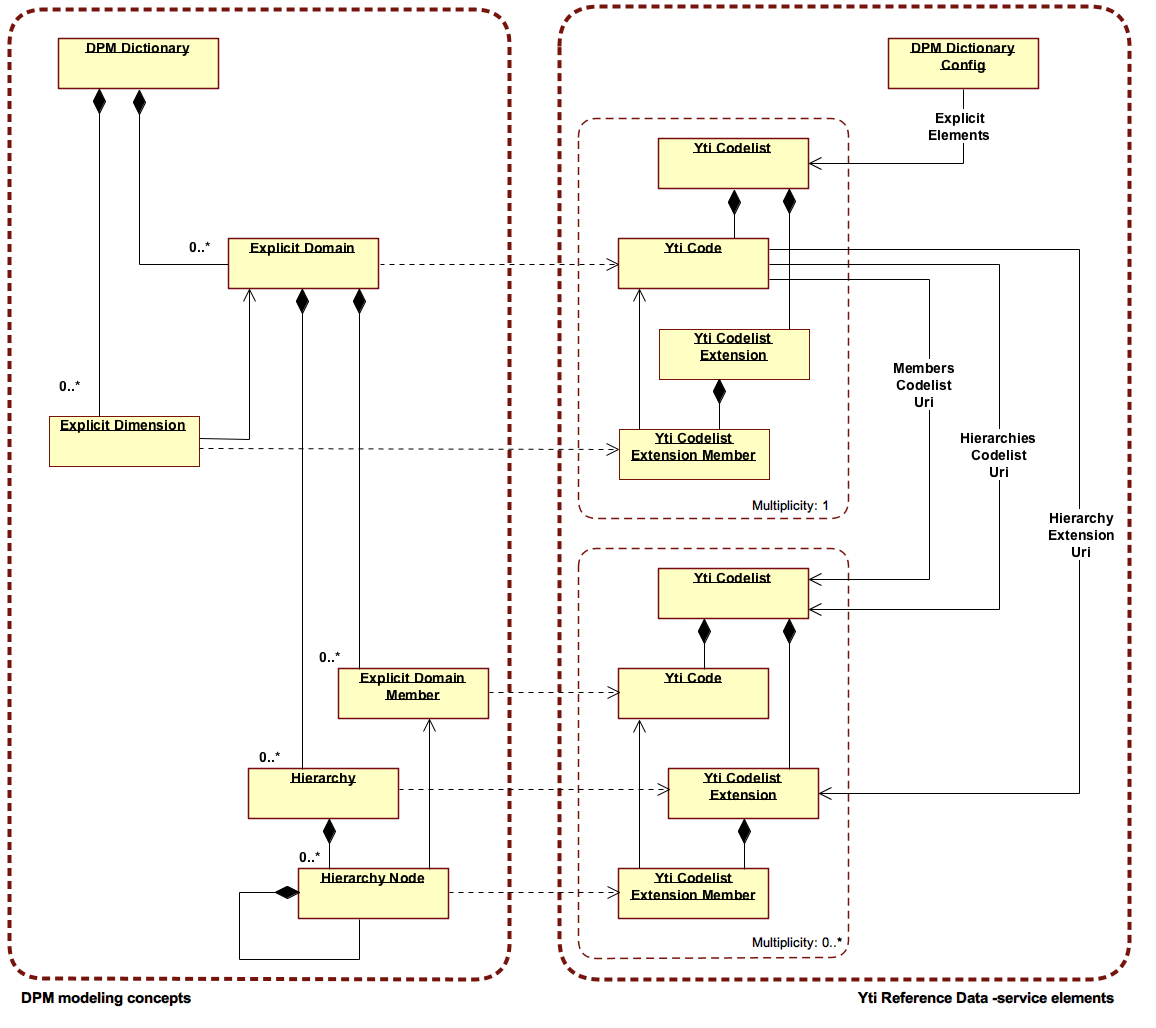 DPM Dictionary
DPM Dictionary
Config
Explicit
Elements
Yti Codelist
0..*
Explicit Domain
Yti Code
Yti Codelist
Extension
Members
Codelist
Uri
0..*
Explicit Dimension
Yti Codelist
Extension Member
Hierarchies
Codelist
Uri
Multiplicity: 1
Hierarchy
Extension
Uri
Yti Codelist
0..*
Explicit Domain
Member
Yti Code
0..*
Hierarchy
Yti Codelist
Extension
0..*
Hierarchy Node
Yti Codelist
Extension Member
Multiplicity: 0..*
DPM modeling concepts
Yti Reference Data -service elements